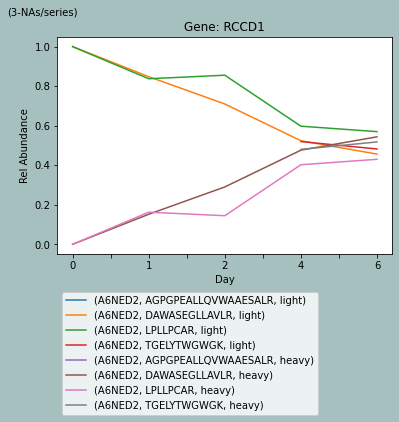 (3-NAs/series)
Gene: RCCD1
Rel Abundance
1.0
0.8
0.6
0.4
0.2
0.0
0 1 2 4 6
Day
(A6NED2, AGPGPEALLQVWAAESALR, light)
(A6NED2, DAWASEGLLAVLR, light)
(A6NED2, LPLLPCAR, light)
(A6NED2, TGELYTWGWGK, light)
(A6NED2, AGPGPEALLQVWAAESALR, heavy)
(A6NED2, DAWASEGLLAVLR, heavy)
(A6NED2, LPLLPCAR, heavy)
(A6NED2, TGELYTWGWGK, heavy)